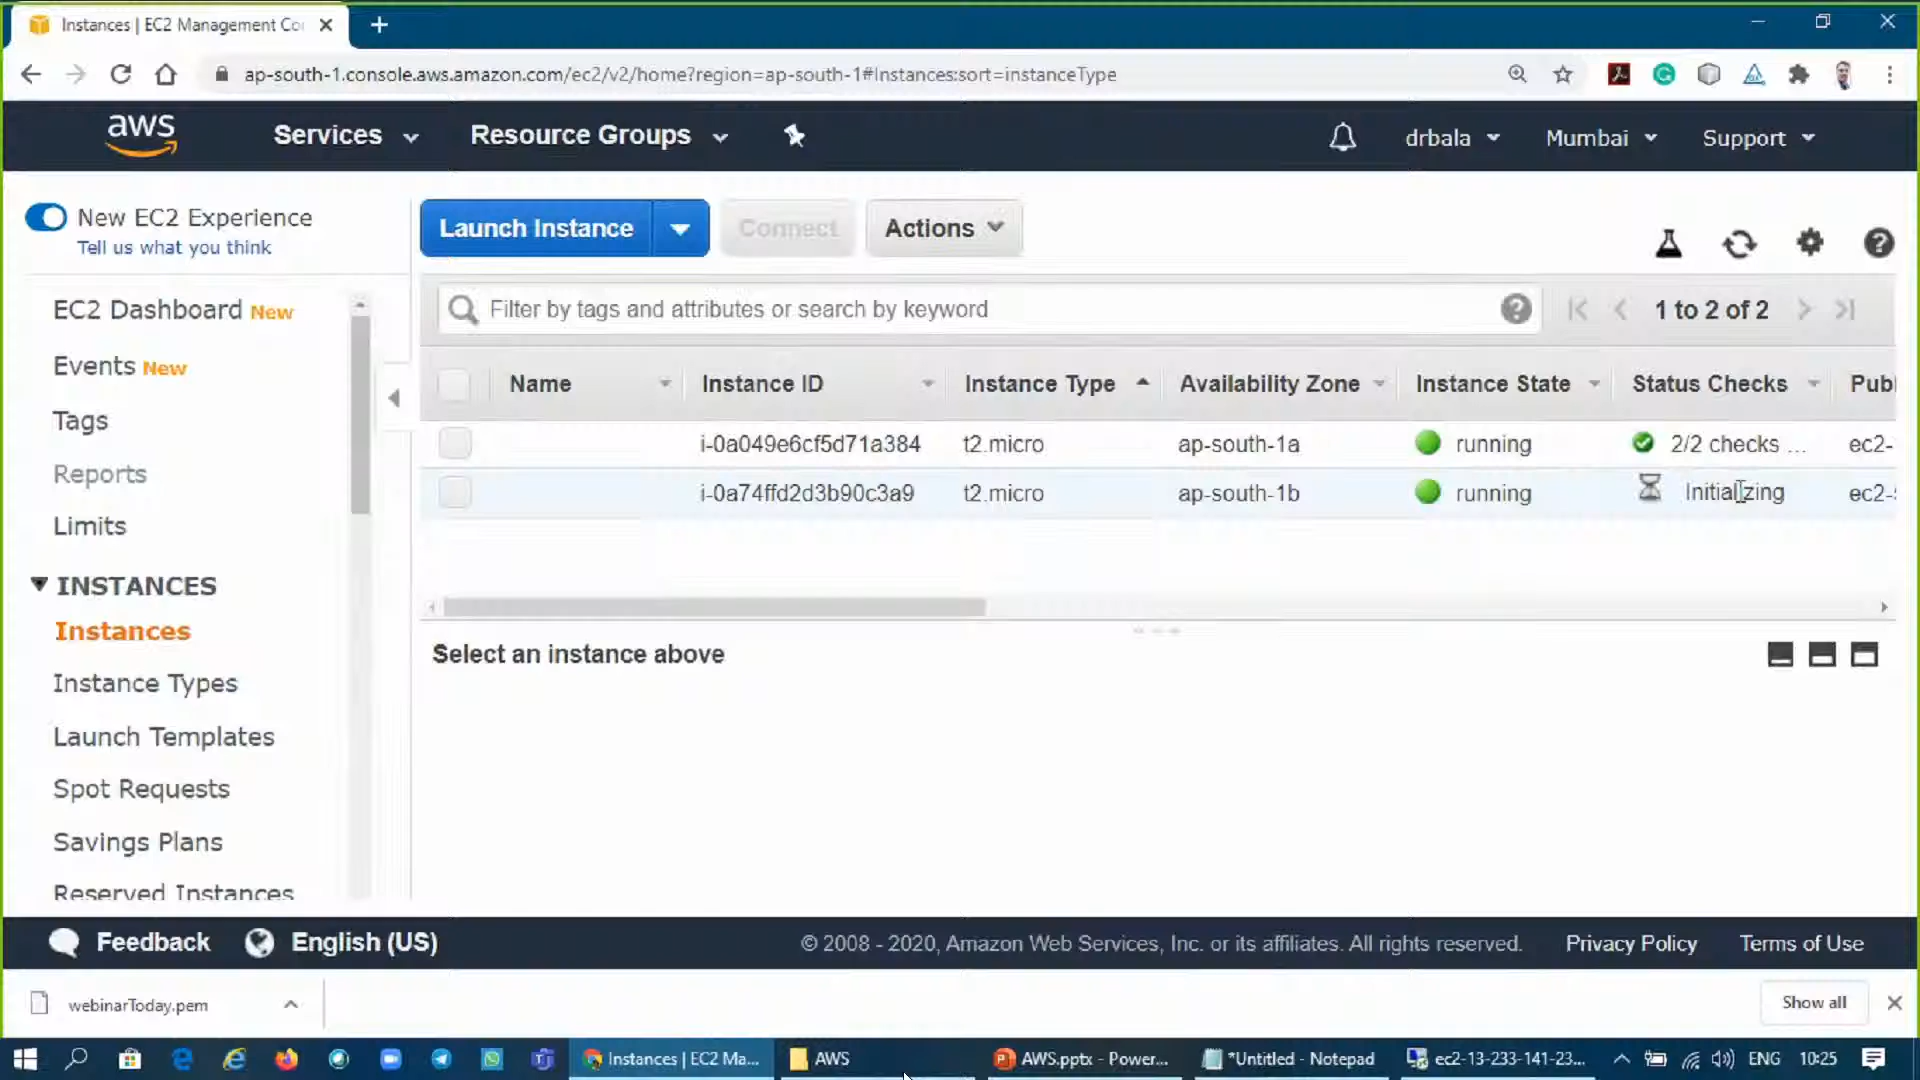 Instances | EC2 Management Co
ap-south-1.console.aws.amazon.com/ec2/v2/home?region=ap-south-1#Instances:sort=instanceType
aws Services Resource Groups drbala Mumbai Support
New EC2 Experience
Tell us what you think
EC2 Dashboard New
Events New
Tags
Reports
Limits
INSTANCES
Instances
Instance Types
Launch Templates
Spot Requests
Savings Plans
Reserved Instances
Launch Instance Connect Actions
Filter by tags and attributes or search by keyword 1 to 2 of 2
Name Instance ID Instance Type Availability Zone Instance State Status Checks Publ
i-0a049e6cf5d71a384 t2.micro ap-south-1a running 2/2 checks ... ec2-
i-0a74ffd2d3b90c3a9 t2.micro ap-south-1b running Initializing ec2-
Select an instance above
Feedback English (US) © 2008 - 2020, Amazon Web Services, Inc. or its affiliates. All rights reserved. Privacy Policy Terms of Use
webinarToday.pem Show all
Instances | EC2 Ma... AWS AWS.pptx - Power... *Untitled - Notepad ec2-13-233-141-23... ENG 10:25